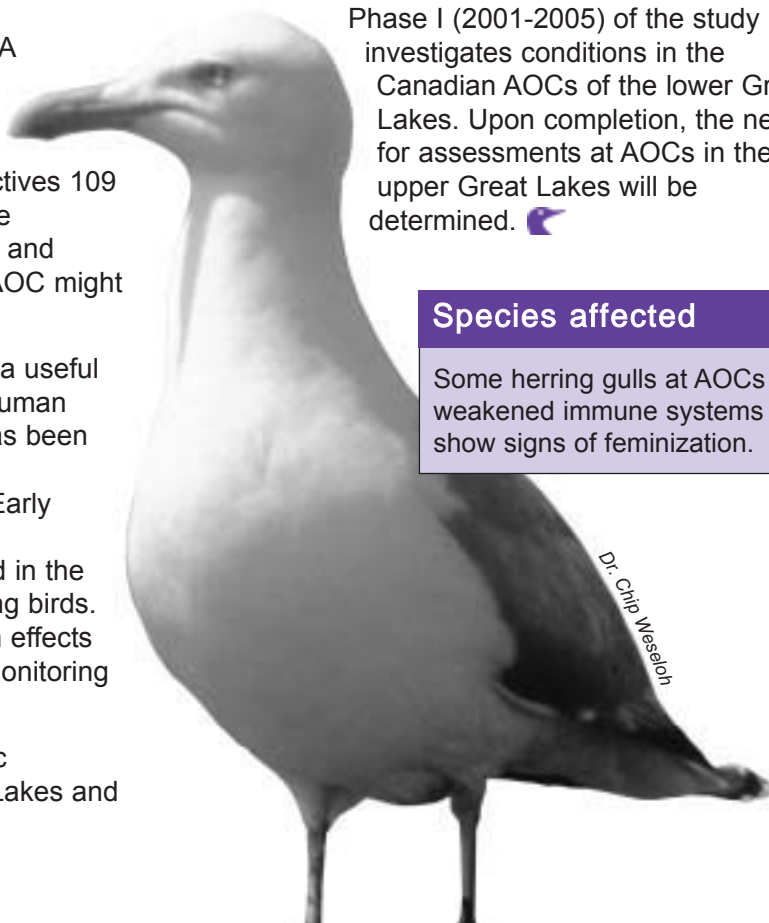 A
ctives 109
e
and
AOC might
a useful
uman
as been
Early
d in the
ng birds.
effects
onitoring
c
Lakes and
Phase I (2001-2005) of the study
investigates conditions in the
Canadian AOCs of the lower Gr
Lakes. Upon completion, the ne
for assessments at AOCs in the
upper Great Lakes will be
determined.
Species affected
Some herring gulls at AOCs
weakened immune systems
show signs of feminization.
Dr. Chip Weseloh